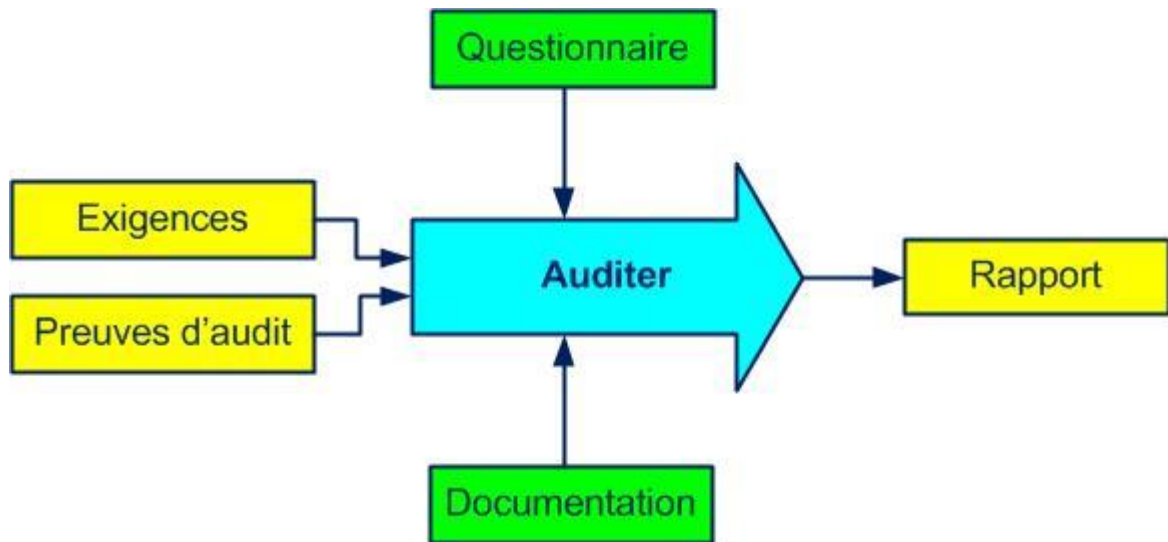 Questionnaire
Exigences
Auditer
Rapport
Preuves d'audit
Documentation